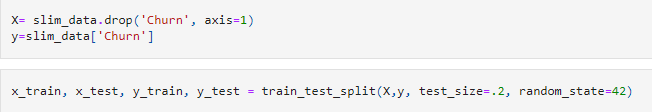 X= slim_data.drop('Churn', axis=1)
y=slim_data['Churn']
x_train, x_test, y_train, y_test = train_test_split(X,y, test_size=.2, random_state=42)